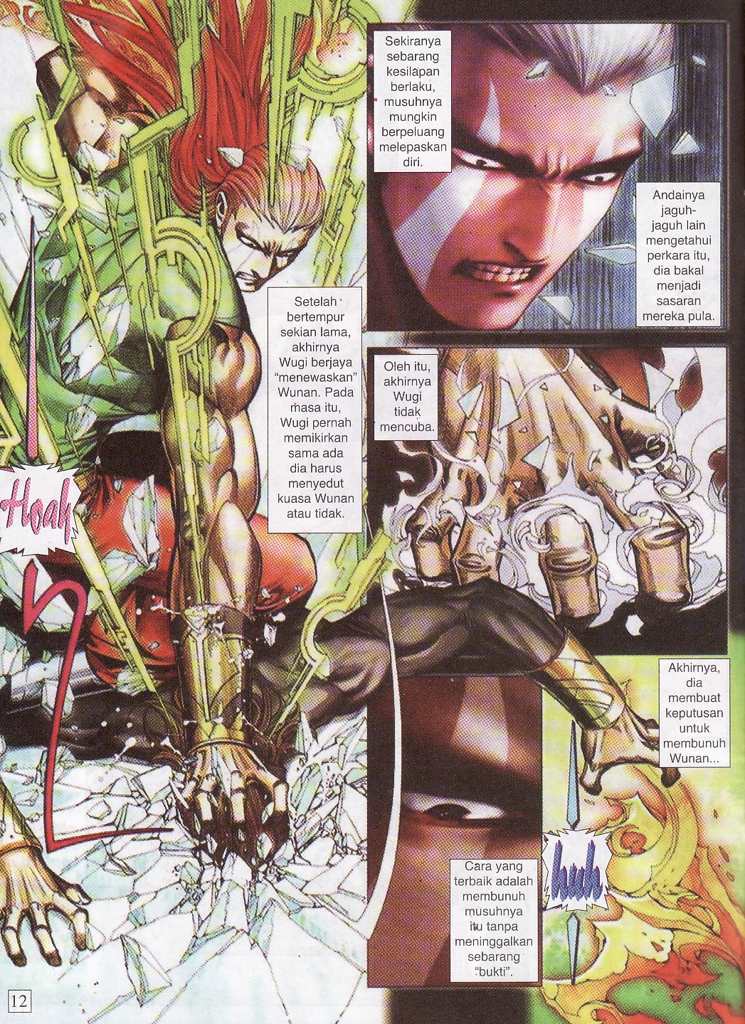 Setelah
bertempur
sekian lama,
akhirnya
Wugi berjaya
“menewaskan”
Wunan. Pada
masa itu,
Wugi pernah
memikirkan
sama ada
dia harus
menyedut
kuasa Wunan
atau tidak.
Hoah
Sekiranya
sebarang
kesilapan
berlaku,
musuhnya
mungkin
berpeluang
melepaskan
diri.
Andainya
jaguh-
jaguh lain
mengetahui
perkara itu,
dia bakal
menjadi
sasaran
mereka pula.
Oleh itu,
akhirnya
Wugi
tidak
mencuba.
Akhirnya,
dia
membuat
keputusan
untuk
membunuh
Wunan...
huh
Cara yang
terbaik adalah
membunuh
musuhnya
itu tanpa
meninggalkan
sebarang
“bukti”.
12